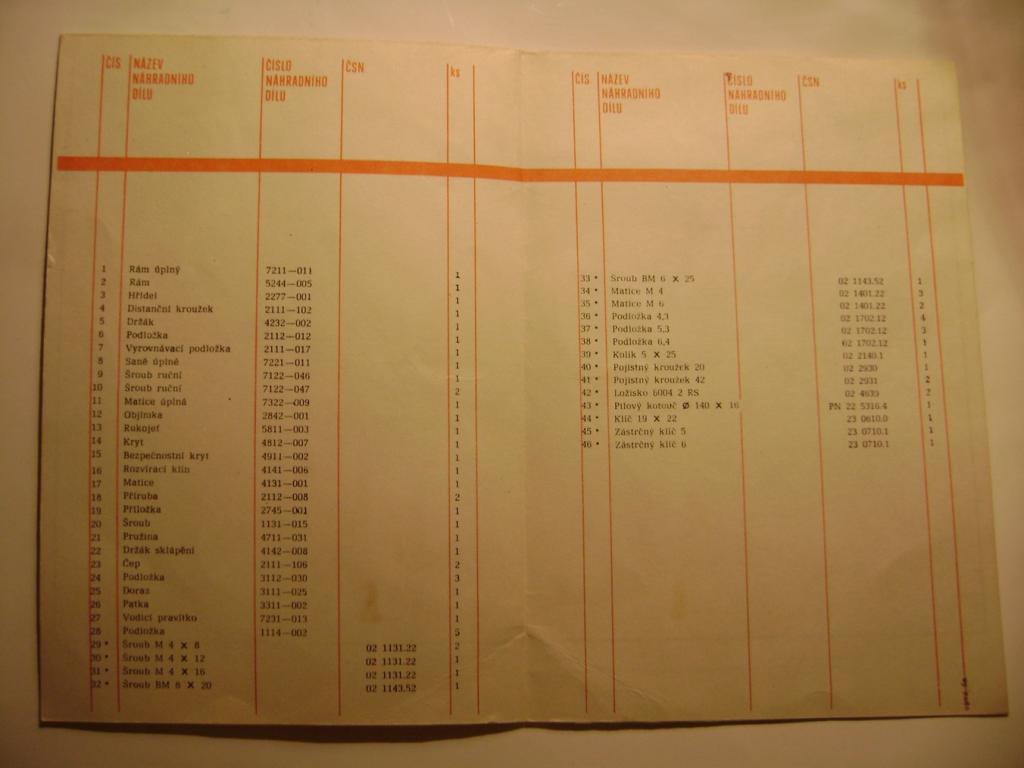 ČÍS NÁZEV NÁHRADNÍHO DÍLU ČÍSLO NÁHRADNÍHO DÍLU ČSN ks
1 Rám úplný 7211—011 1
2 Rám 5244—005 1
3 Hřídel 2277—001 1
4 Distanční kroužek 2111—102 1
5 Držák 4232—002 1
6 Podložka 2112—012 1
7 Vyrovnávací podložka 2111—017 1
8 Saně úplné 7221—011 1
9 Šroub ruční 7122—046 1
10 Šroub ruční 7122—047 2
11 Matice úplná 7322—009 1
12 Objímka 2842—001 1
13 Rukojeť 5811—003 1
14 Kryt 4812—007 1
15 Bezpečnostní kryt 4911—002 1
16 Rozvírací klín 4141—006 1
17 Matice 4131—001 1
18 Příruba 2112—008 2
19 Příložka 2745—001 1
20 Šroub 1131—015 1
21 Pružina 4711—031 1
22 Držák sklápění 4142—008 1
23 Čep 2111—106 2
24 Podložka 3112—030 3
25 Doraz 3111—025 1
26 Patka 3311—002 1
27 Vodicí pravítko 7231—013 1
28 Podložka 1114—002 5
29 * Šroub M 4 X 8 02 1131.22 2
30 * Šroub M 4 X 12 02 1131.22 1
31 * Šroub M 4 X 16 02 1131.22 1
32 * Šroub BM 8 X 20 02 1143.52 1
ČÍS NÁZEV NÁHRADNÍHO DÍLU ČÍSLO NÁHRADNÍHO DÍLU ČSN ks
33 * Šroub BM 6 X 25 02 1143.52 1
34 * Matice M 4 02 1401.22 3
35 * Matice M 6 02 1401.22 2
36 * Podložka 4,3 02 1702.12 4
37 * Podložka 5,3 02 1702.12 3
38 * Podložka 6,4 02 1702.12 1
39 * Kolík 5 X 25 02 2140.1 1
40 * Pojistný kroužek 20 02 2930 1
41 * Pojistný kroužek 42 02 2931 2
42 * Ložisko 6004 2 RS 02 4639 2
43 * Pilový kotouč Ø 140 X 16 PN 22 5316.4 1
44 * Klíč 19 X 22 23 0610.0 1
45 * Zástrčný klíč 5 23 0710.1 1
46 * Zástrčný klíč 6 23 0710.1 1